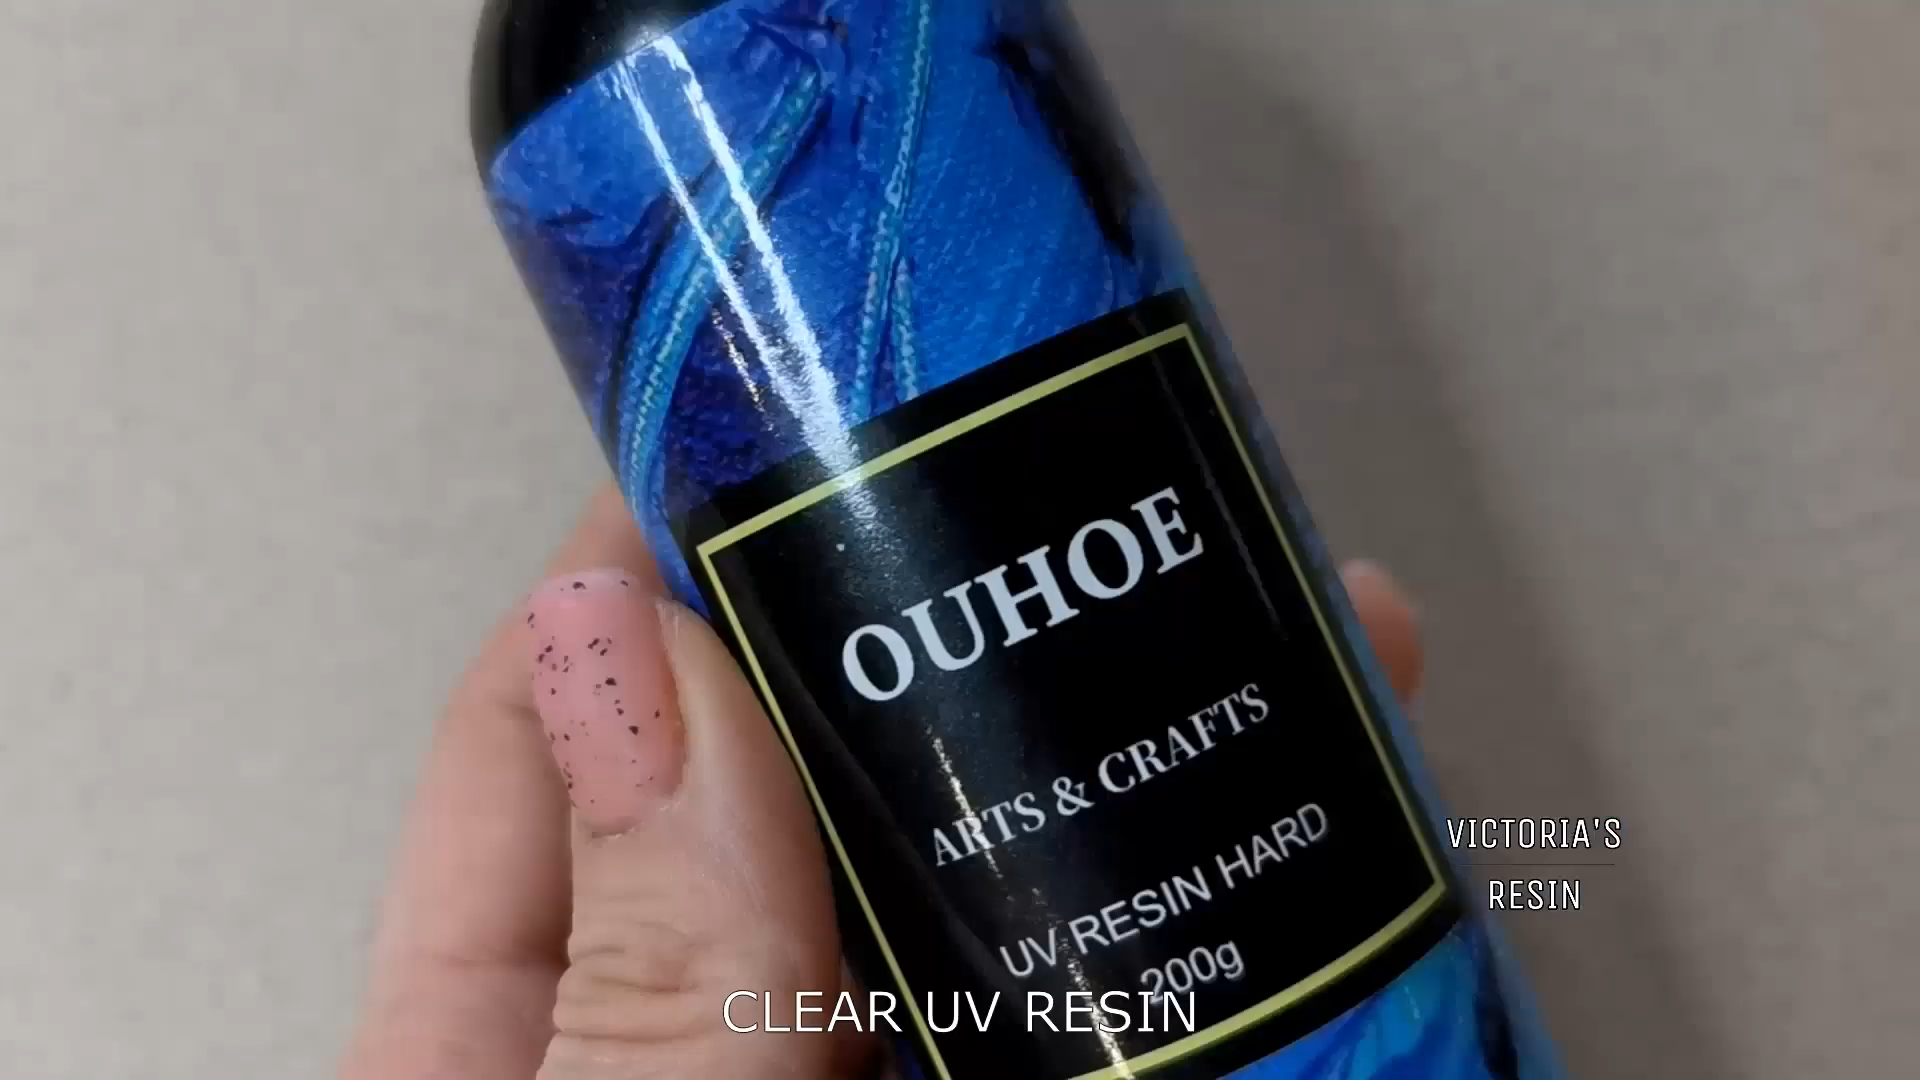 OUHOE
ARTS & CRAFTS
UV RESIN HARD
200g
VICTORIA'S
RESIN
CLEAR UV RESIN